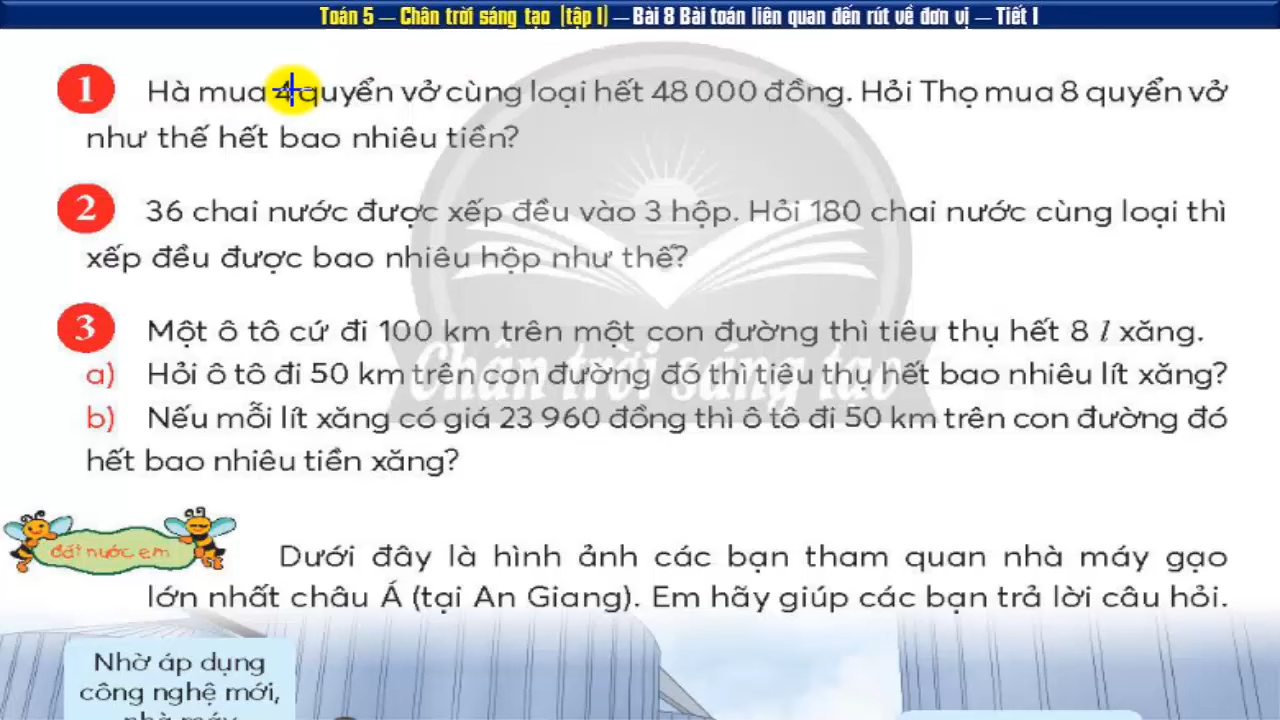 Toán 5 – Chân trời sáng tạo (tập 1) – Bài 8 Bài toán liên quan đến rút về đơn vị – Tiết 1
1 Hà mua 4 quyển vở cùng loại hết 48 000 đồng. Hỏi Thọ mua 8 quyển vở
như thế hết bao nhiêu tiền?
2 36 chai nước được xếp đều vào 3 hộp. Hỏi 180 chai nước cùng loại thì
xếp đều được bao nhiêu hộp như thế?
3 Một ô tô cứ đi 100 km trên một con đường thì tiêu thụ hết 8 l xăng.
a) Hỏi ô tô đi 50 km trên con đường đó thì tiêu thụ hết bao nhiêu lít xăng?
b) Nếu mỗi lít xăng có giá 23 960 đồng thì ô tô đi 50 km trên con đường đó
hết bao nhiêu tiền xăng?
Chân trời sáng tạo
đất nước em
Dưới đây là hình ảnh các bạn tham quan nhà máy gạo
lớn nhất châu Á (tại An Giang). Em hãy giúp các bạn trả lời câu hỏi.
Nhờ áp dụng
công nghệ mới,
nhà máy